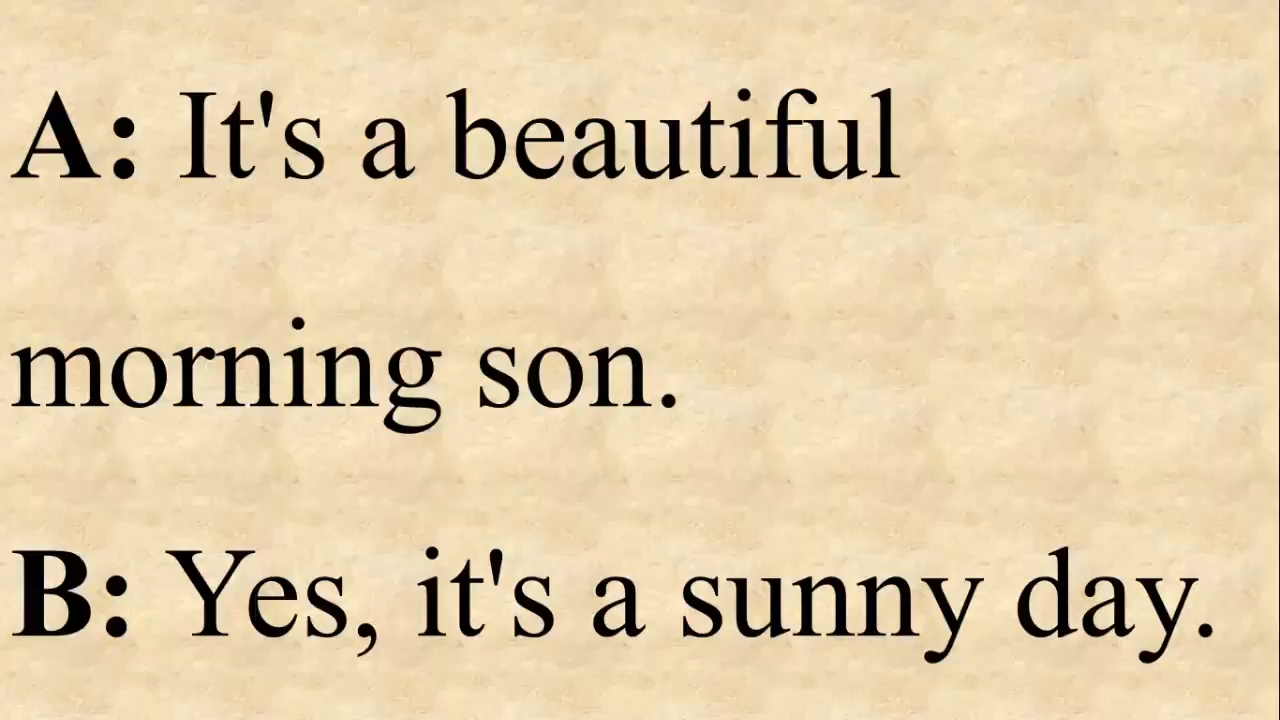 A: It's a beautiful
morning son.
B: Yes, it's a sunny day.